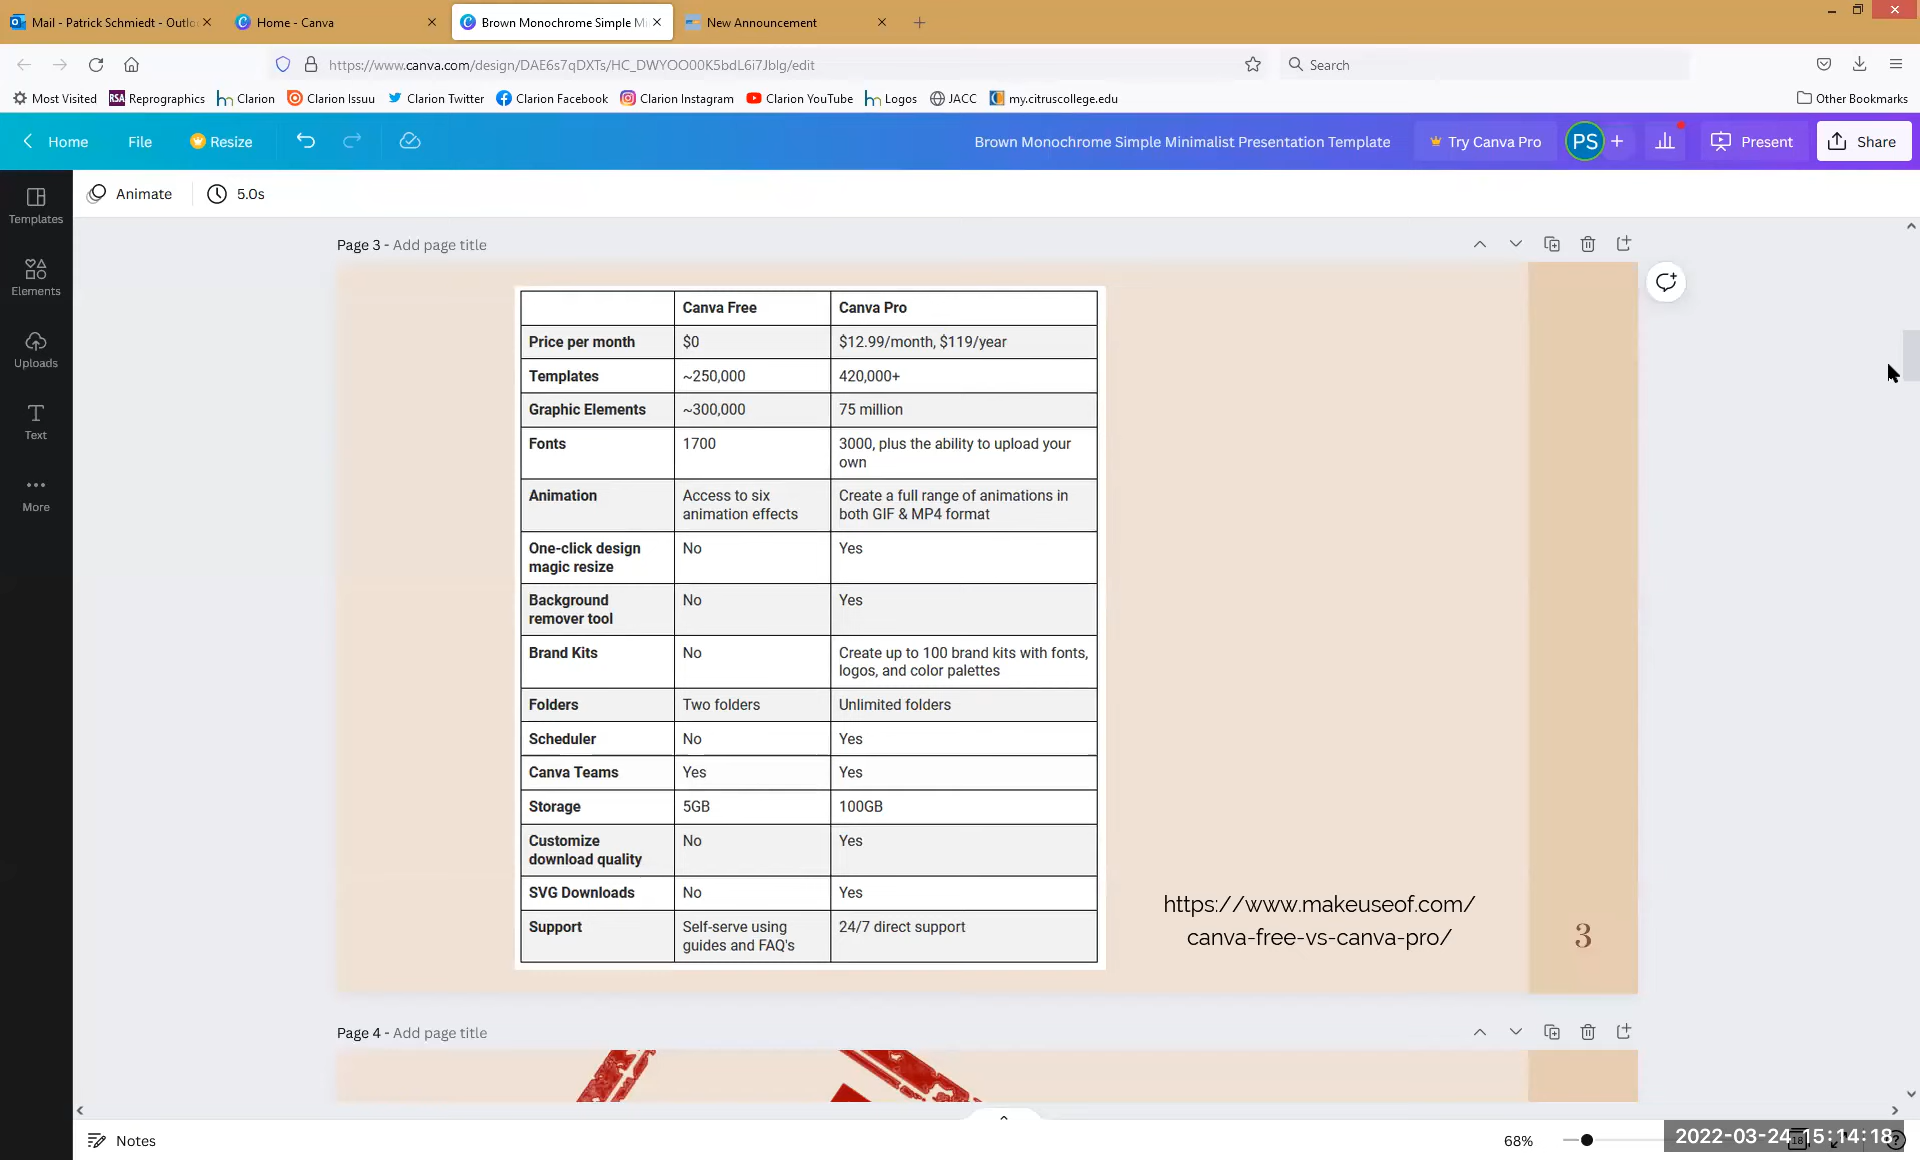 Mail - Patrick Schmiedt - Outlo
Home - Canva
Brown Monochrome Simple Mi
New Announcement
https://www.canva.com/design/DAE6s7qDXTs/HC_DWYOO00K5bdL6i7Jblg/edit
Search
Most Visited
Reprographics
Clarion
Clarion Issuu
Clarion Twitter
Clarion Facebook
Clarion Instagram
Clarion YouTube
Logos
JACC
my.citruscollege.edu
Other Bookmarks
Home
File
Resize
Brown Monochrome Simple Minimalist Presentation Template
Try Canva Pro
PS
Present
Share
Animate
5.0s
Templates
Elements
Uploads
Text
More
Page 3 - Add page title
Canva Free
Canva Pro
Price per month
$0
$12.99/month, $119/year
Templates
~250,000
420,000+
Graphic Elements
~300,000
75 million
Fonts
1700
3000, plus the ability to upload your
own
Animation
Access to six
animation effects
Create a full range of animations in
both GIF & MP4 format
One-click design
magic resize
No
Yes
Background
remover tool
No
Yes
Brand Kits
No
Create up to 100 brand kits with fonts,
logos, and color palettes
Folders
Two folders
Unlimited folders
Scheduler
No
Yes
Canva Teams
Yes
Yes
Storage
5GB
100GB
Customize
download quality
No
Yes
SVG Downloads
No
Yes
Support
Self-serve using
guides and FAQ's
24/7 direct support
https://www.makeuseof.com/
canva-free-vs-canva-pro/
3
Page 4 - Add page title
Notes
68%
2022-03-24 15:14:18